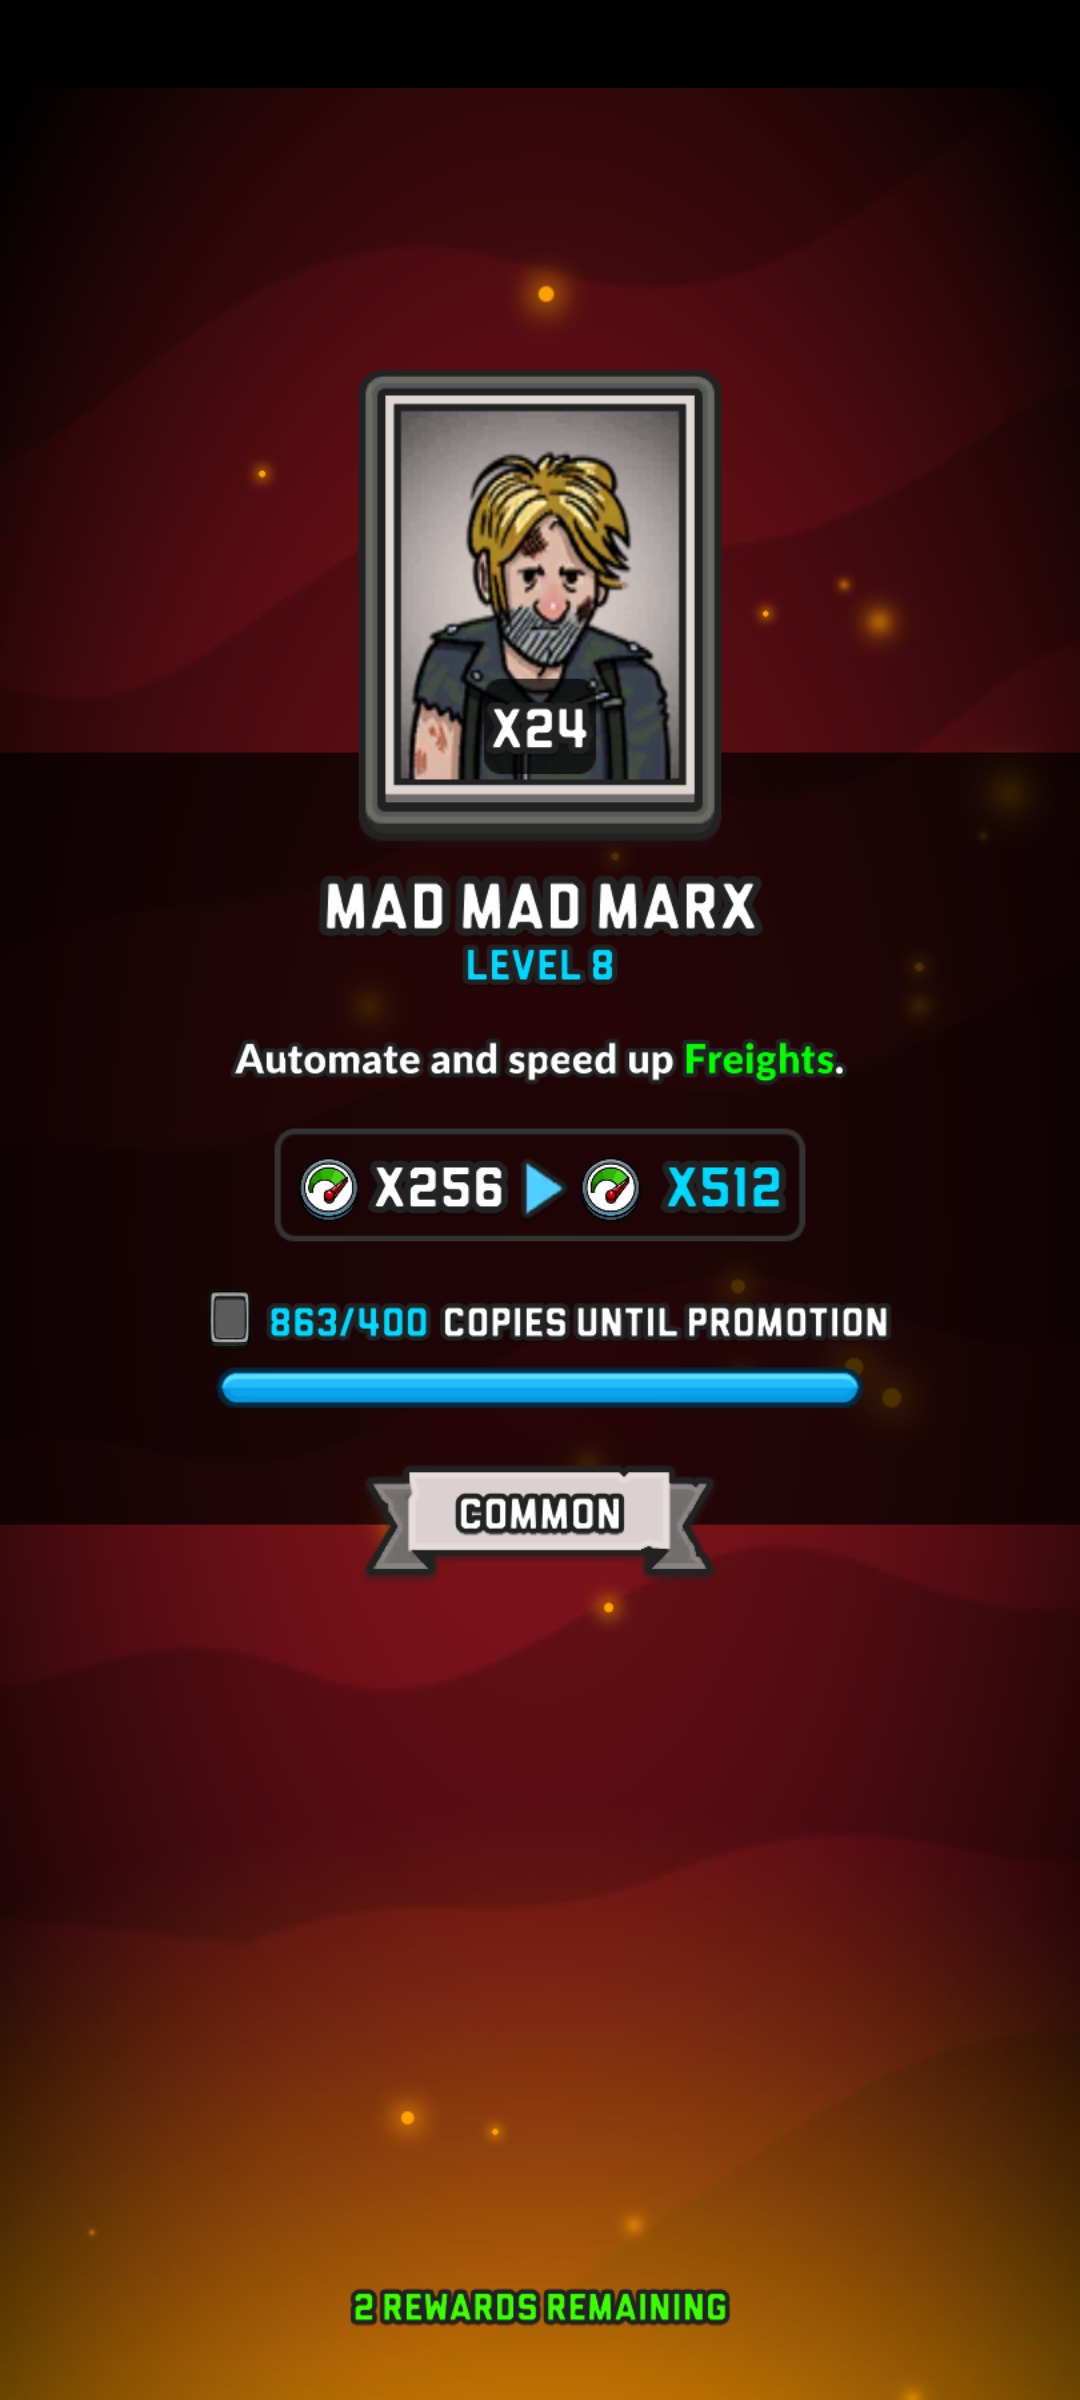 X24
MAD MAD MARX
LEVEL 8
Automate and speed up Freights.
X256 X512
863/400 COPIES UNTIL PROMOTION
COMMON
2 REWARDS REMAINING